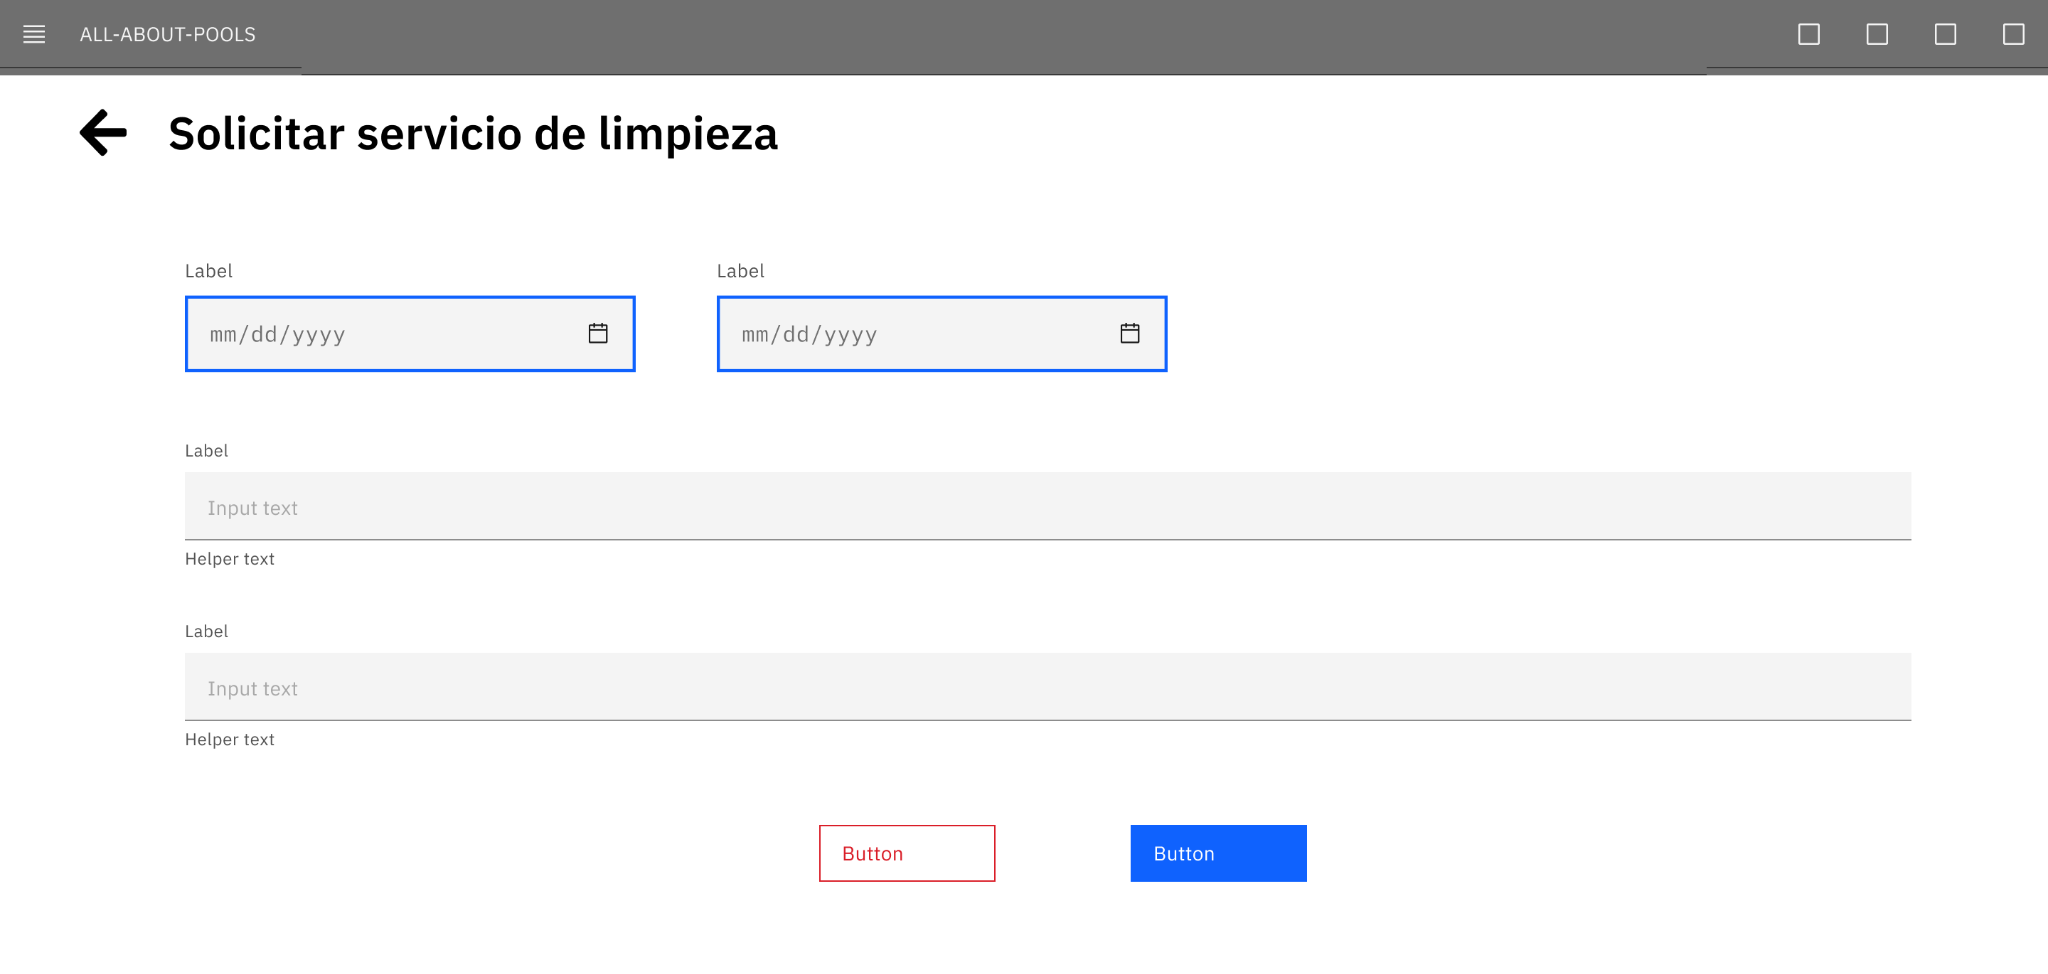 ALL-ABOUT-POOLS
Solicitar servicio de limpieza
Label Label
mm/dd/yyyy mm/dd/yyyy
Label
Input text
Helper text
Label
Input text
Helper text
Button Button